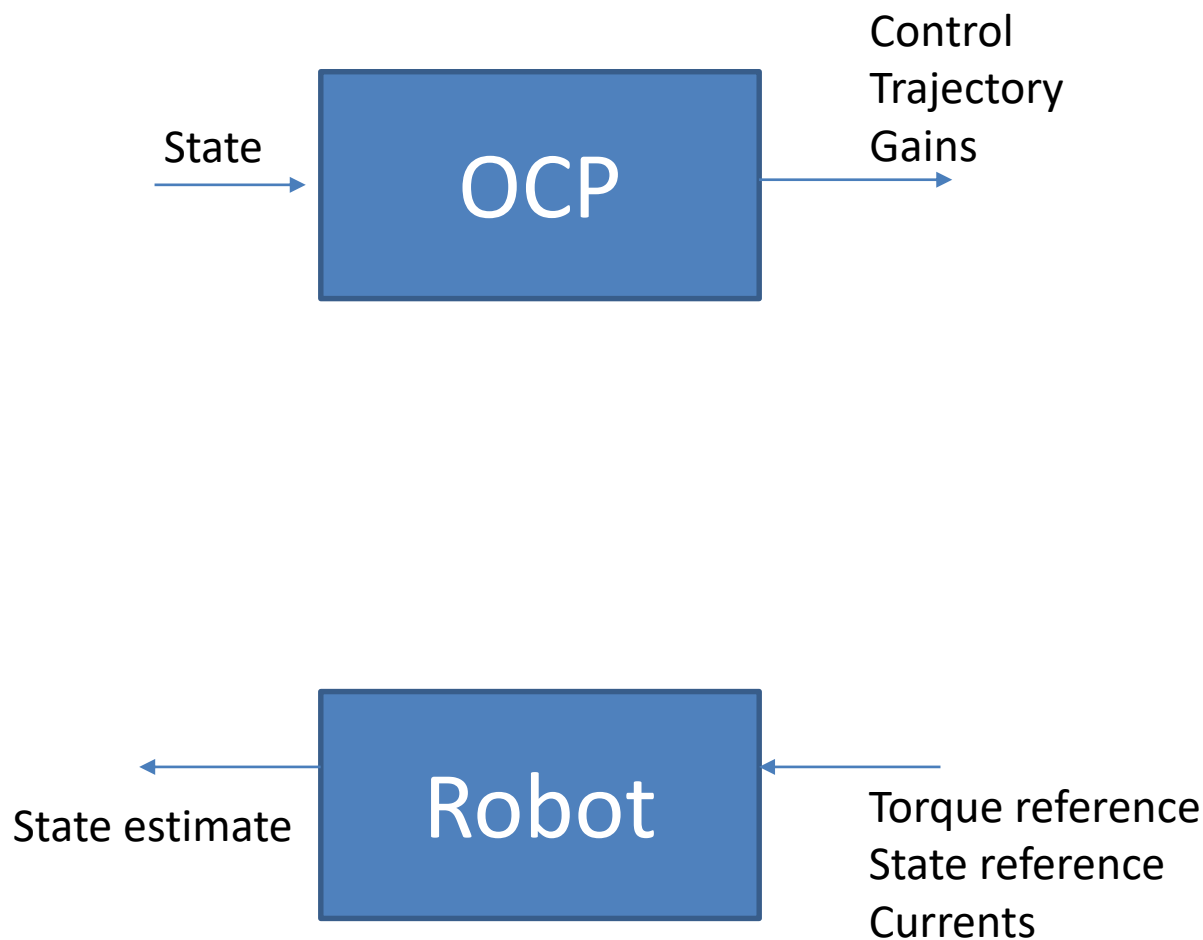 State
OCP
Control
Trajectory
Gains
State estimate
Robot
Torque reference
State reference
Currents